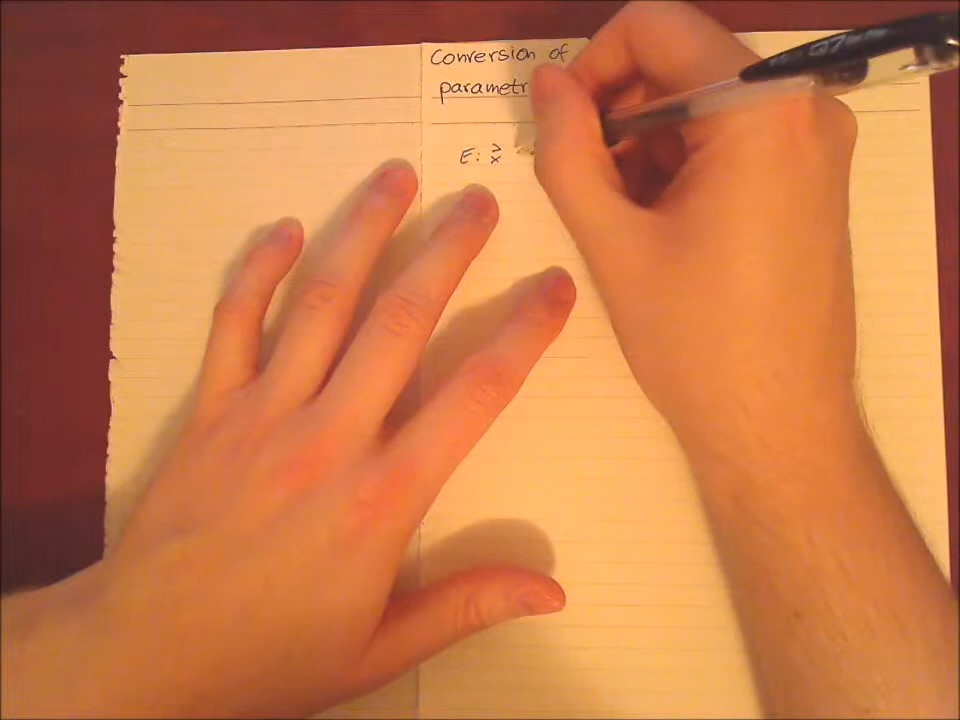 Conversion of
parametr
E: x